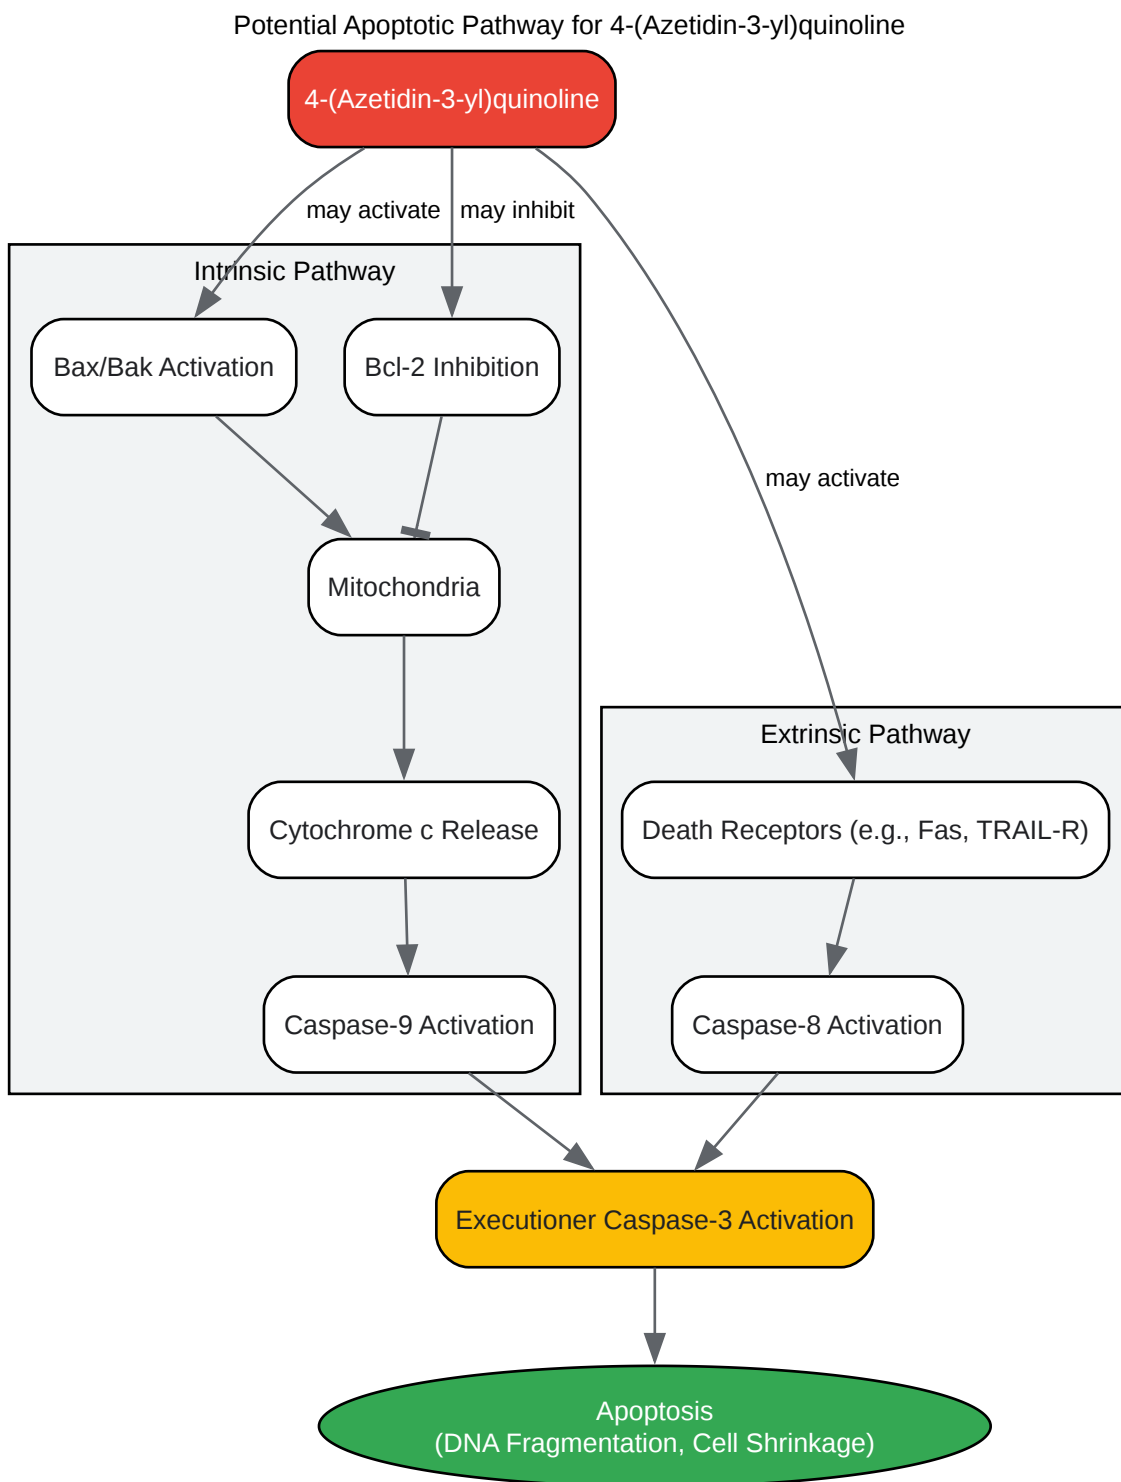 Potential Apoptotic Pathway for 4-(Azetidin-3-yl)quinoline
4-(Azetidin-3-yl)quinoline
may activate
may inhibit
Intrinsic Pathway
Bax/Bak Activation
Bcl-2 Inhibition
may activate
Mitochondria
Extrinsic Pathway
Cytochrome c Release
Death Receptors (e.g., Fas, TRAIL-R)
Caspase-9 Activation
Caspase-8 Activation
Executioner Caspase-3 Activation
Apoptosis
(DNA Fragmentation, Cell Shrinkage)